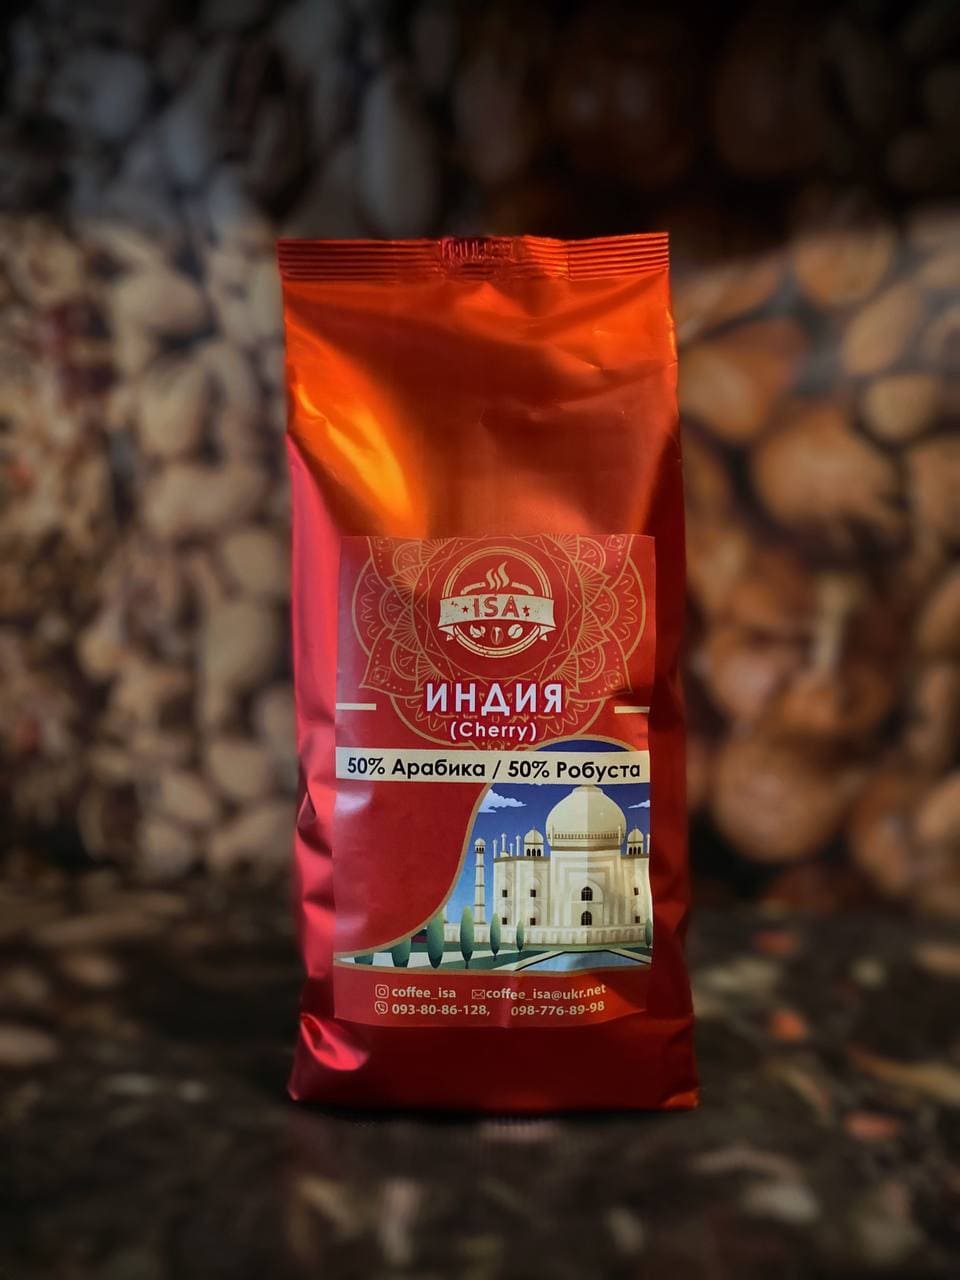 ISA
ИНДИЯ
(Cherry)
50% Арабика / 50% Робуста
coffee_isa coffee_isa@ukr.net
093-80-86-128, 098-776-89-98